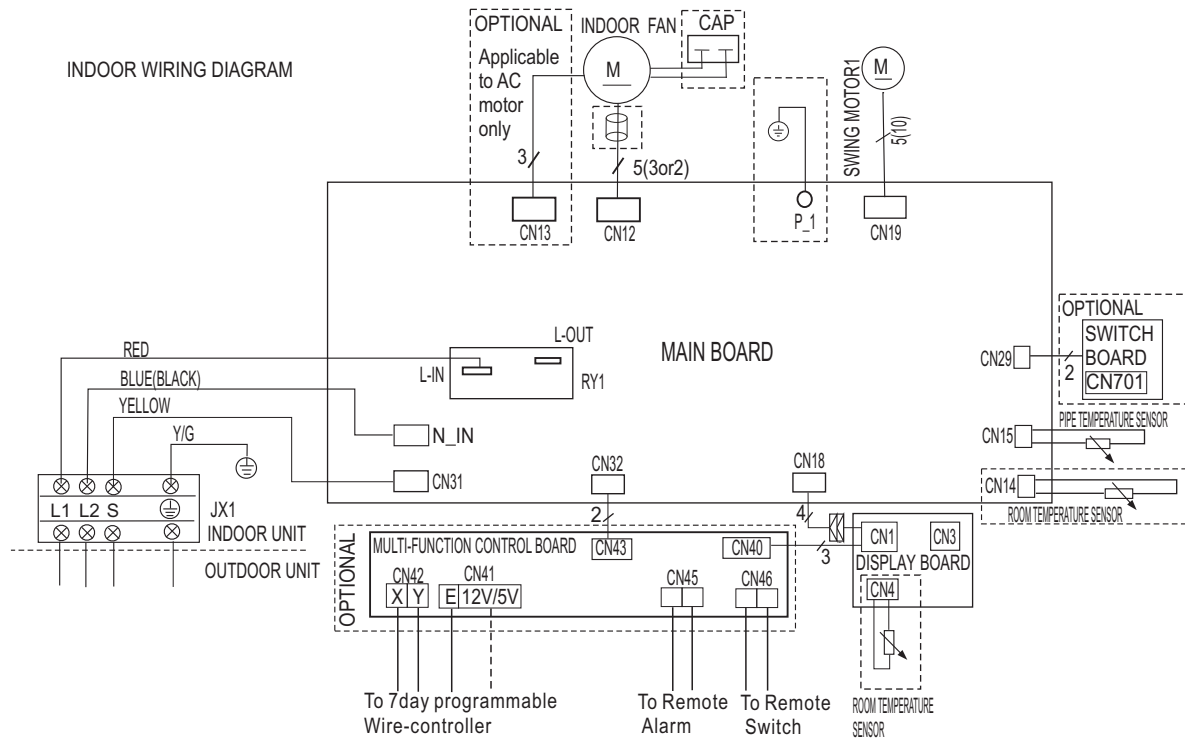 INDOOR WIRING DIAGRAM
OPTIONAL
Applicable
to AC
motor
only
INDOOR FAN
CAP
M
M
SWING MOTOR1
3
5(3or2)
5(10)
CN13
CN12
P_1
CN19
L-OUT
L-IN
RY1
MAIN BOARD
RED
BLUE(BLACK)
YELLOW
Y/G
N_IN
CN31
L1 L2 S
JX1
INDOOR UNIT
OUTDOOR UNIT
OPTIONAL
SWITCH
BOARD
CN701
CN29
2
PIPE TEMPERATURE SENSOR
CN15
CN14
ROOM TEMPERATURE SENSOR
CN32
2
CN18
4
3
OPTIONAL
MULTI-FUNCTION CONTROL BOARD
CN43
CN40
CN42
X Y
CN41
E 12V/5V
CN45
CN46
CN1
CN3
DISPLAY BOARD
CN4
To 7day programmable
Wire-controller
To Remote
Alarm
To Remote
Switch
ROOM TEMPERATURE
SENSOR